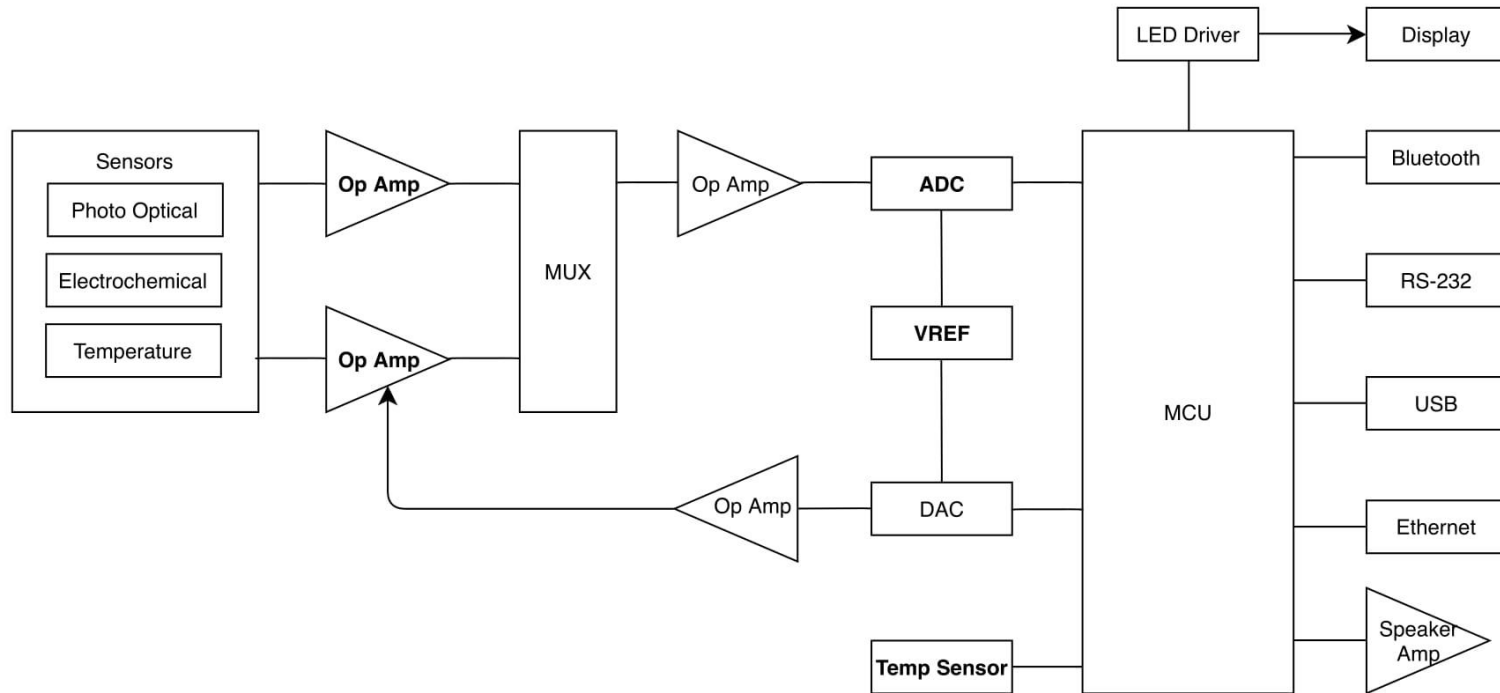 LED Driver
Display
Sensors
Photo Optical
Electrochemical
Temperature
Op Amp
Op Amp
MUX
Op Amp
ADC
VREF
DAC
Op Amp
Temp Sensor
MCU
Bluetooth
RS-232
USB
Ethernet
Speaker
Amp